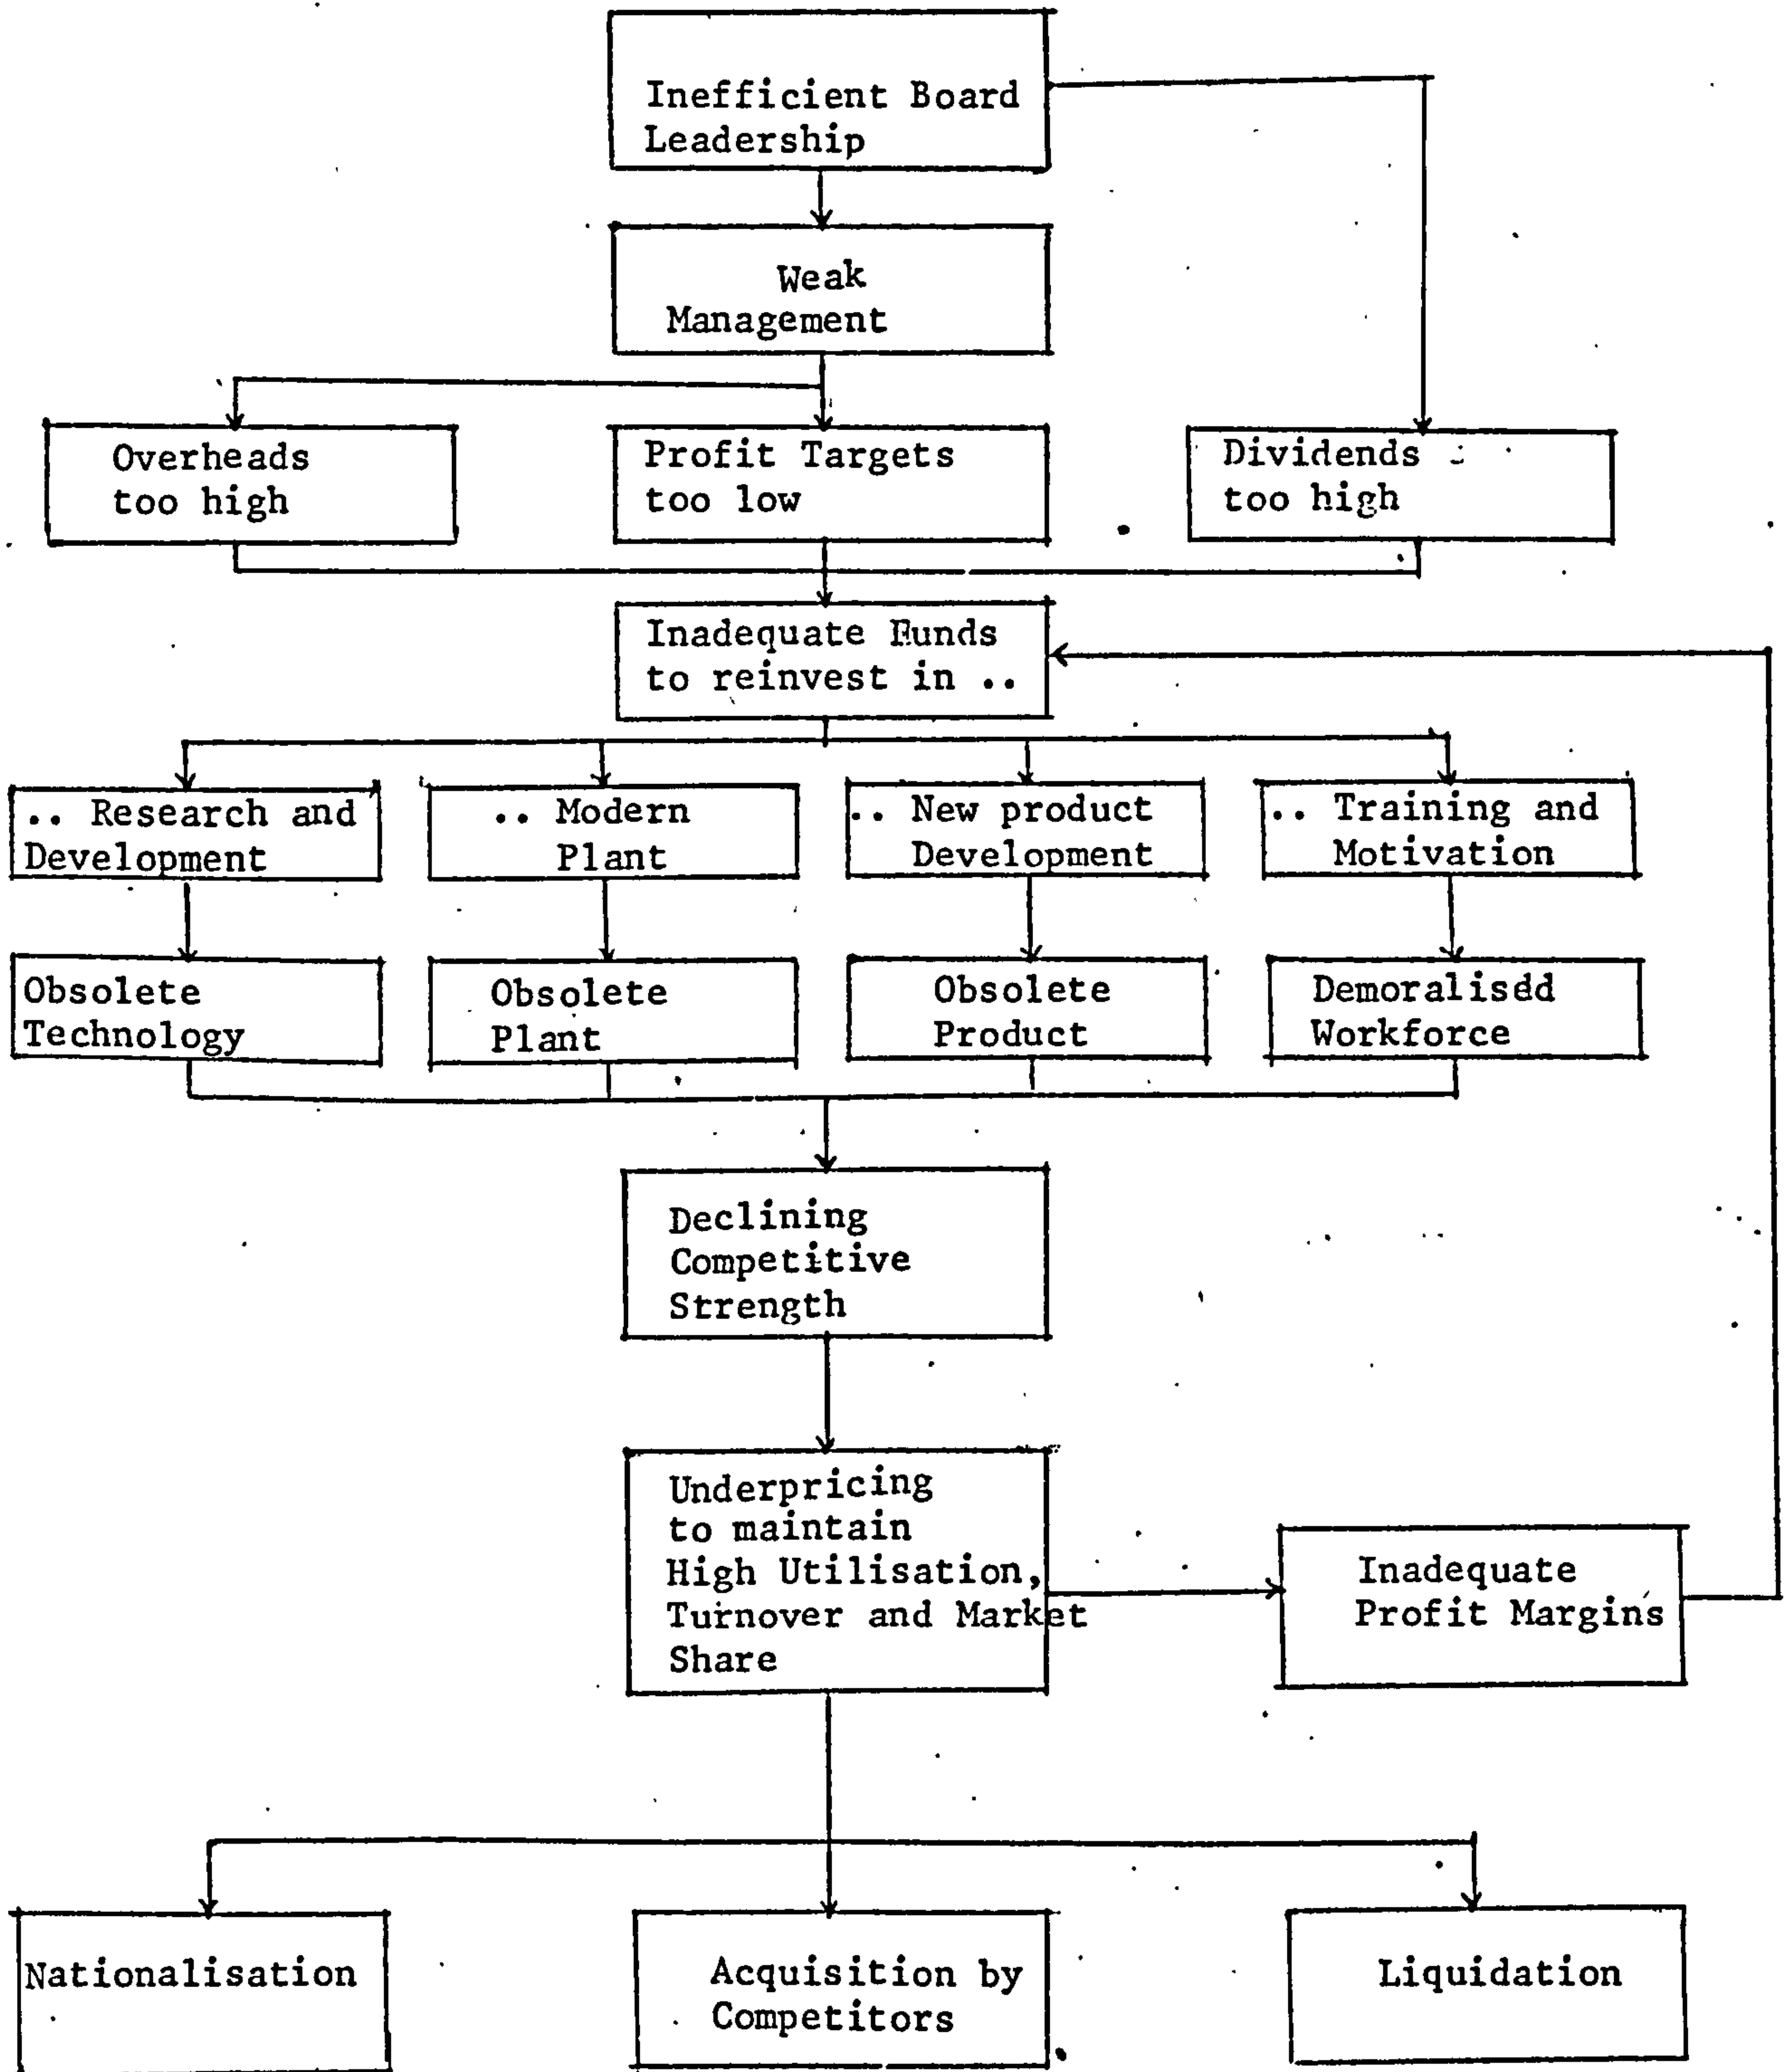 Inefficient Board
Leadership
Weak
Management
Overheads
too high
Profit Targets
too low
Dividends
too high
Inadequate Funds
to reinvest in ..
.. Research and
Development
.. Modern
Plant
.. New product
Development
.. Training and
Motivation
Obsolete
Technology
Obsolete
Plant
Obsolete
Product
Demoralisdd
Workforce
Declining
Competitive
Strength
Underpricing
to maintain
High Utilisation,
Turnover and Market
Share
Inadequate
Profit Margins
Nationalisation
Acquisition by
Competitors
Liquidation